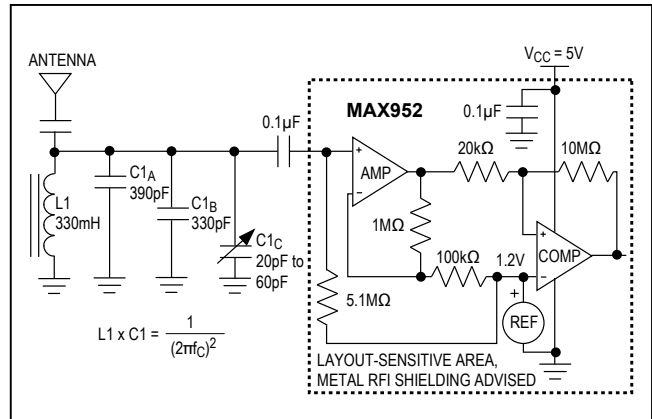 ANTENNA
V_CC = 5V
MAX952
0.1µF
0.1µF
20kΩ
10MΩ
+
AMP
−
L1
330mH
C1_A
390pF
C1_B
330pF
C1_C
20pF to
60pF
1MΩ
100kΩ
1.2V
+
COMP
−
5.1MΩ
+
REF
L1 x C1 = 1 / (2πf_C)^2
LAYOUT-SENSITIVE AREA,
METAL RFI SHIELDING ADVISED